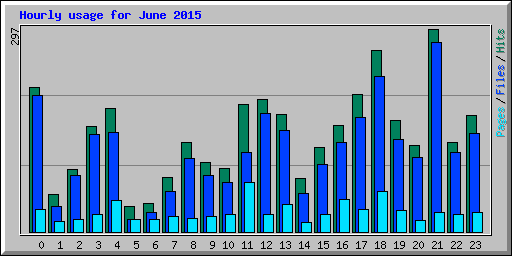 Hourly usage for June 2015
297
Pages/Files/Hits
0 1 2 3 4 5 6 7 8 9 10 11 12 13 14 15 16 17 18 19 20 21 22 23